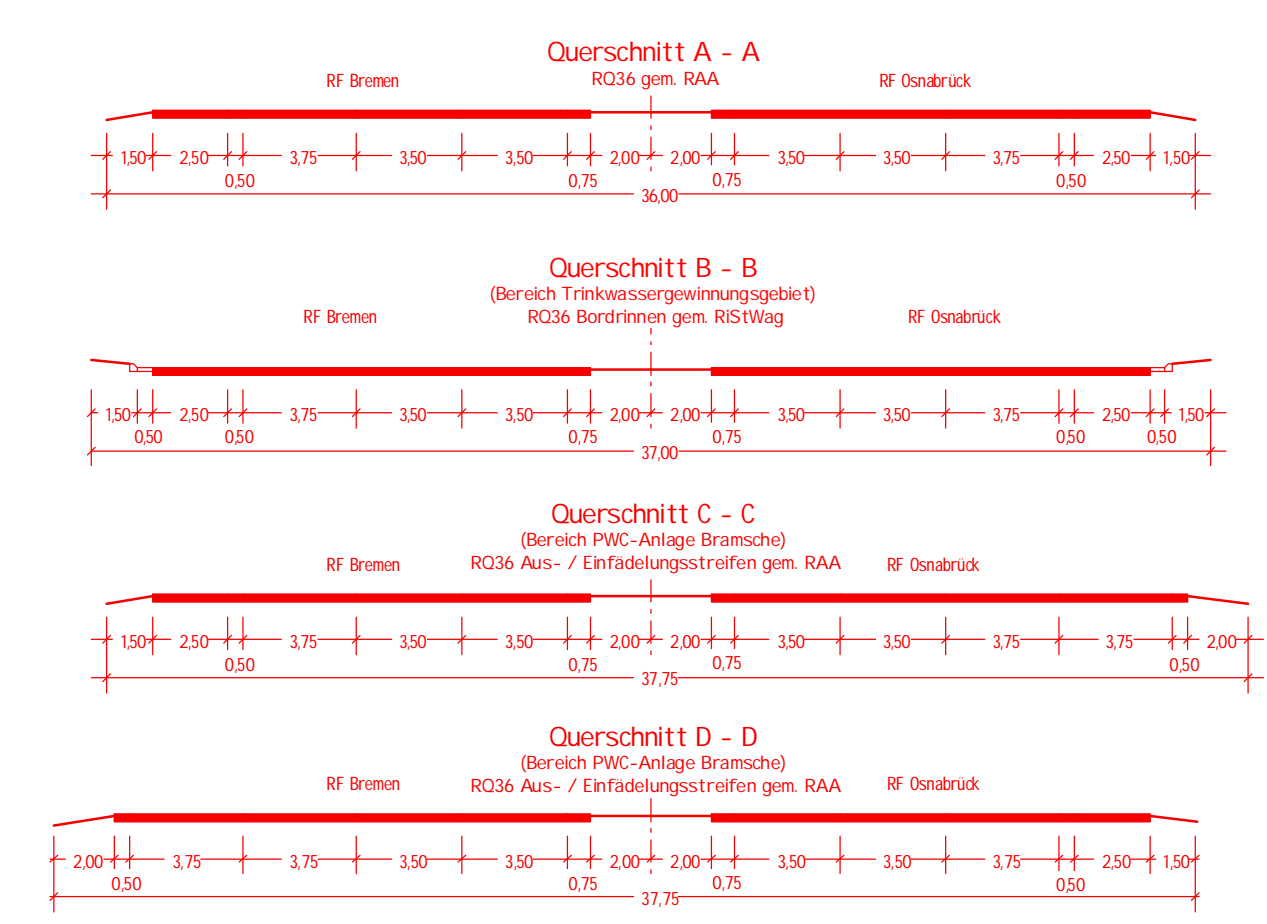 Querschnitt A - A
RQ36 gem. RAA
RF Bremen
RF Osnabrück
1,50 2,50 3,75 3,50 3,50 2,00 2,00 3,50 3,50 3,75 2,50 1,50
0,50 0,75 0,75 0,50
36,00
Querschnitt B - B
(Bereich Trinkwassergewinnungsgebiet)
RF Bremen RQ36 Bordrinnen gem. RiStWag RF Osnabrück
1,50 2,50 3,75 3,50 3,50 2,00 2,00 3,50 3,50 3,75 2,50 1,50
0,50 0,50 0,75 0,75 0,50 0,50
37,00
Querschnitt C - C
(Bereich PWC-Anlage Bramsche)
RF Bremen RQ36 Aus- / Einfädelungsstreifen gem. RAA RF Osnabrück
1,50 2,50 3,75 3,50 3,50 2,00 2,00 3,50 3,50 3,75 3,75 2,00
0,50 0,75 0,75 0,50
37,75
Querschnitt D - D
(Bereich PWC-Anlage Bramsche)
RF Bremen RQ36 Aus- / Einfädelungsstreifen gem. RAA RF Osnabrück
2,00 3,75 3,75 3,50 3,50 2,00 2,00 3,50 3,50 3,75 2,50 1,50
0,50 0,75 0,75 0,50
37,75